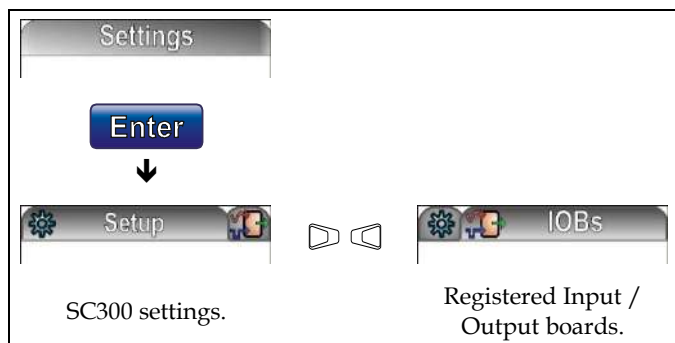 Settings
Enter
Setup
IOBs
SC300 settings.
Registered Input /
Output boards.